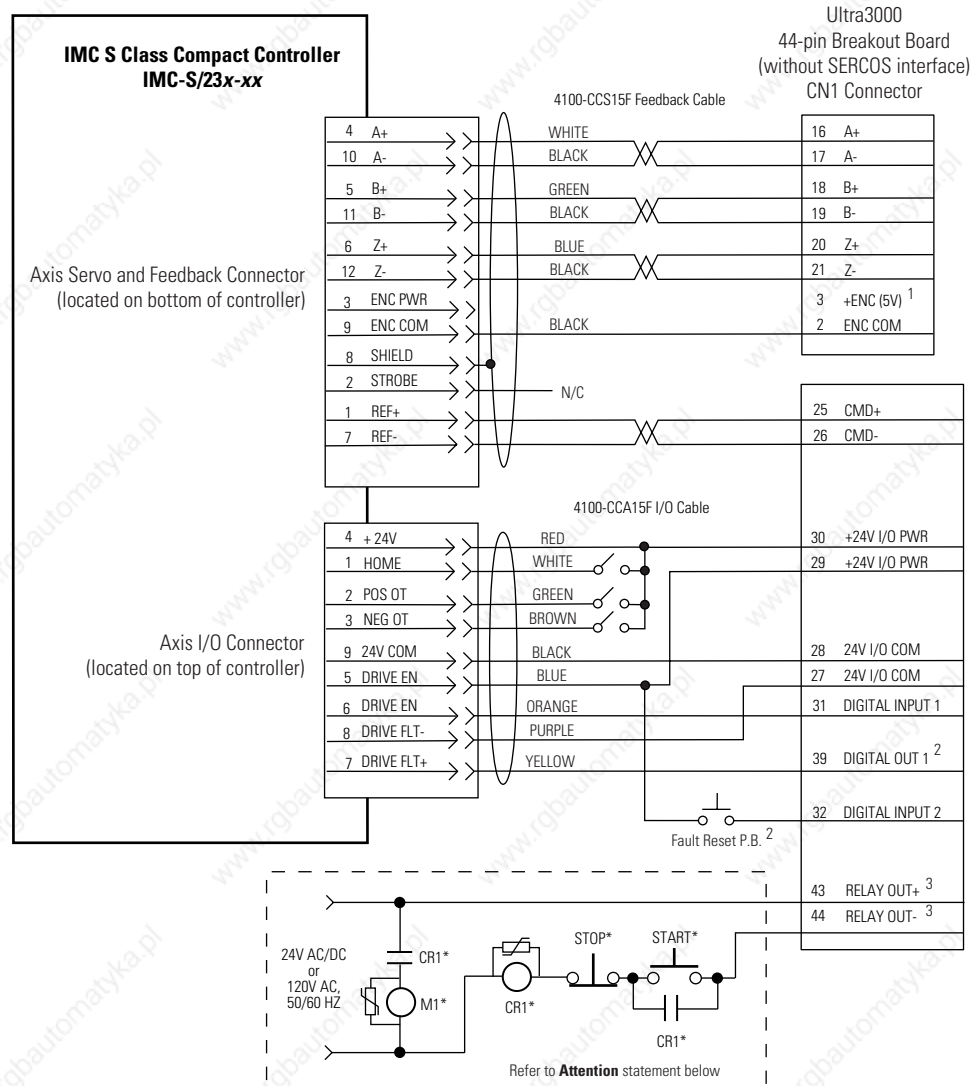 IMC S Class Compact Controller
IMC-S/23x-xx
Ultra3000
44-pin Breakout Board
(without SERCOS interface)
CN1 Connector
4100-CCS15F Feedback Cable
4 A+ WHITE 16 A+
10 A- BLACK 17 A-
5 B+ GREEN 18 B+
11 B- BLACK 19 B-
6 Z+ BLUE 20 Z+
12 Z- BLACK 21 Z-
Axis Servo and Feedback Connector
(located on bottom of controller)
3 ENC PWR 3 +ENC (5V) 1
9 ENC COM BLACK 2 ENC COM
8 SHIELD
2 STROBE N/C
1 REF+ 25 CMD+
7 REF- 26 CMD-
4100-CCA15F I/O Cable
4 + 24V RED 30 +24V I/O PWR
1 HOME WHITE 29 +24V I/O PWR
2 POS OT GREEN
3 NEG OT BROWN
Axis I/O Connector
(located on top of controller)
9 24V COM BLACK 28 24V I/O COM
5 DRIVE EN BLUE 27 24V I/O COM
6 DRIVE EN ORANGE 31 DIGITAL INPUT 1
8 DRIVE FLT- PURPLE
7 DRIVE FLT+ YELLOW 39 DIGITAL OUT 1 2
32 DIGITAL INPUT 2
Fault Reset P.B. 2
43 RELAY OUT+ 3
44 RELAY OUT- 3
24V AC/DC
or
120V AC,
50/60 HZ
CR1*
M1*
CR1*
STOP*
START*
CR1*
Refer to Attention statement below
www.rgbautomatyka.pl